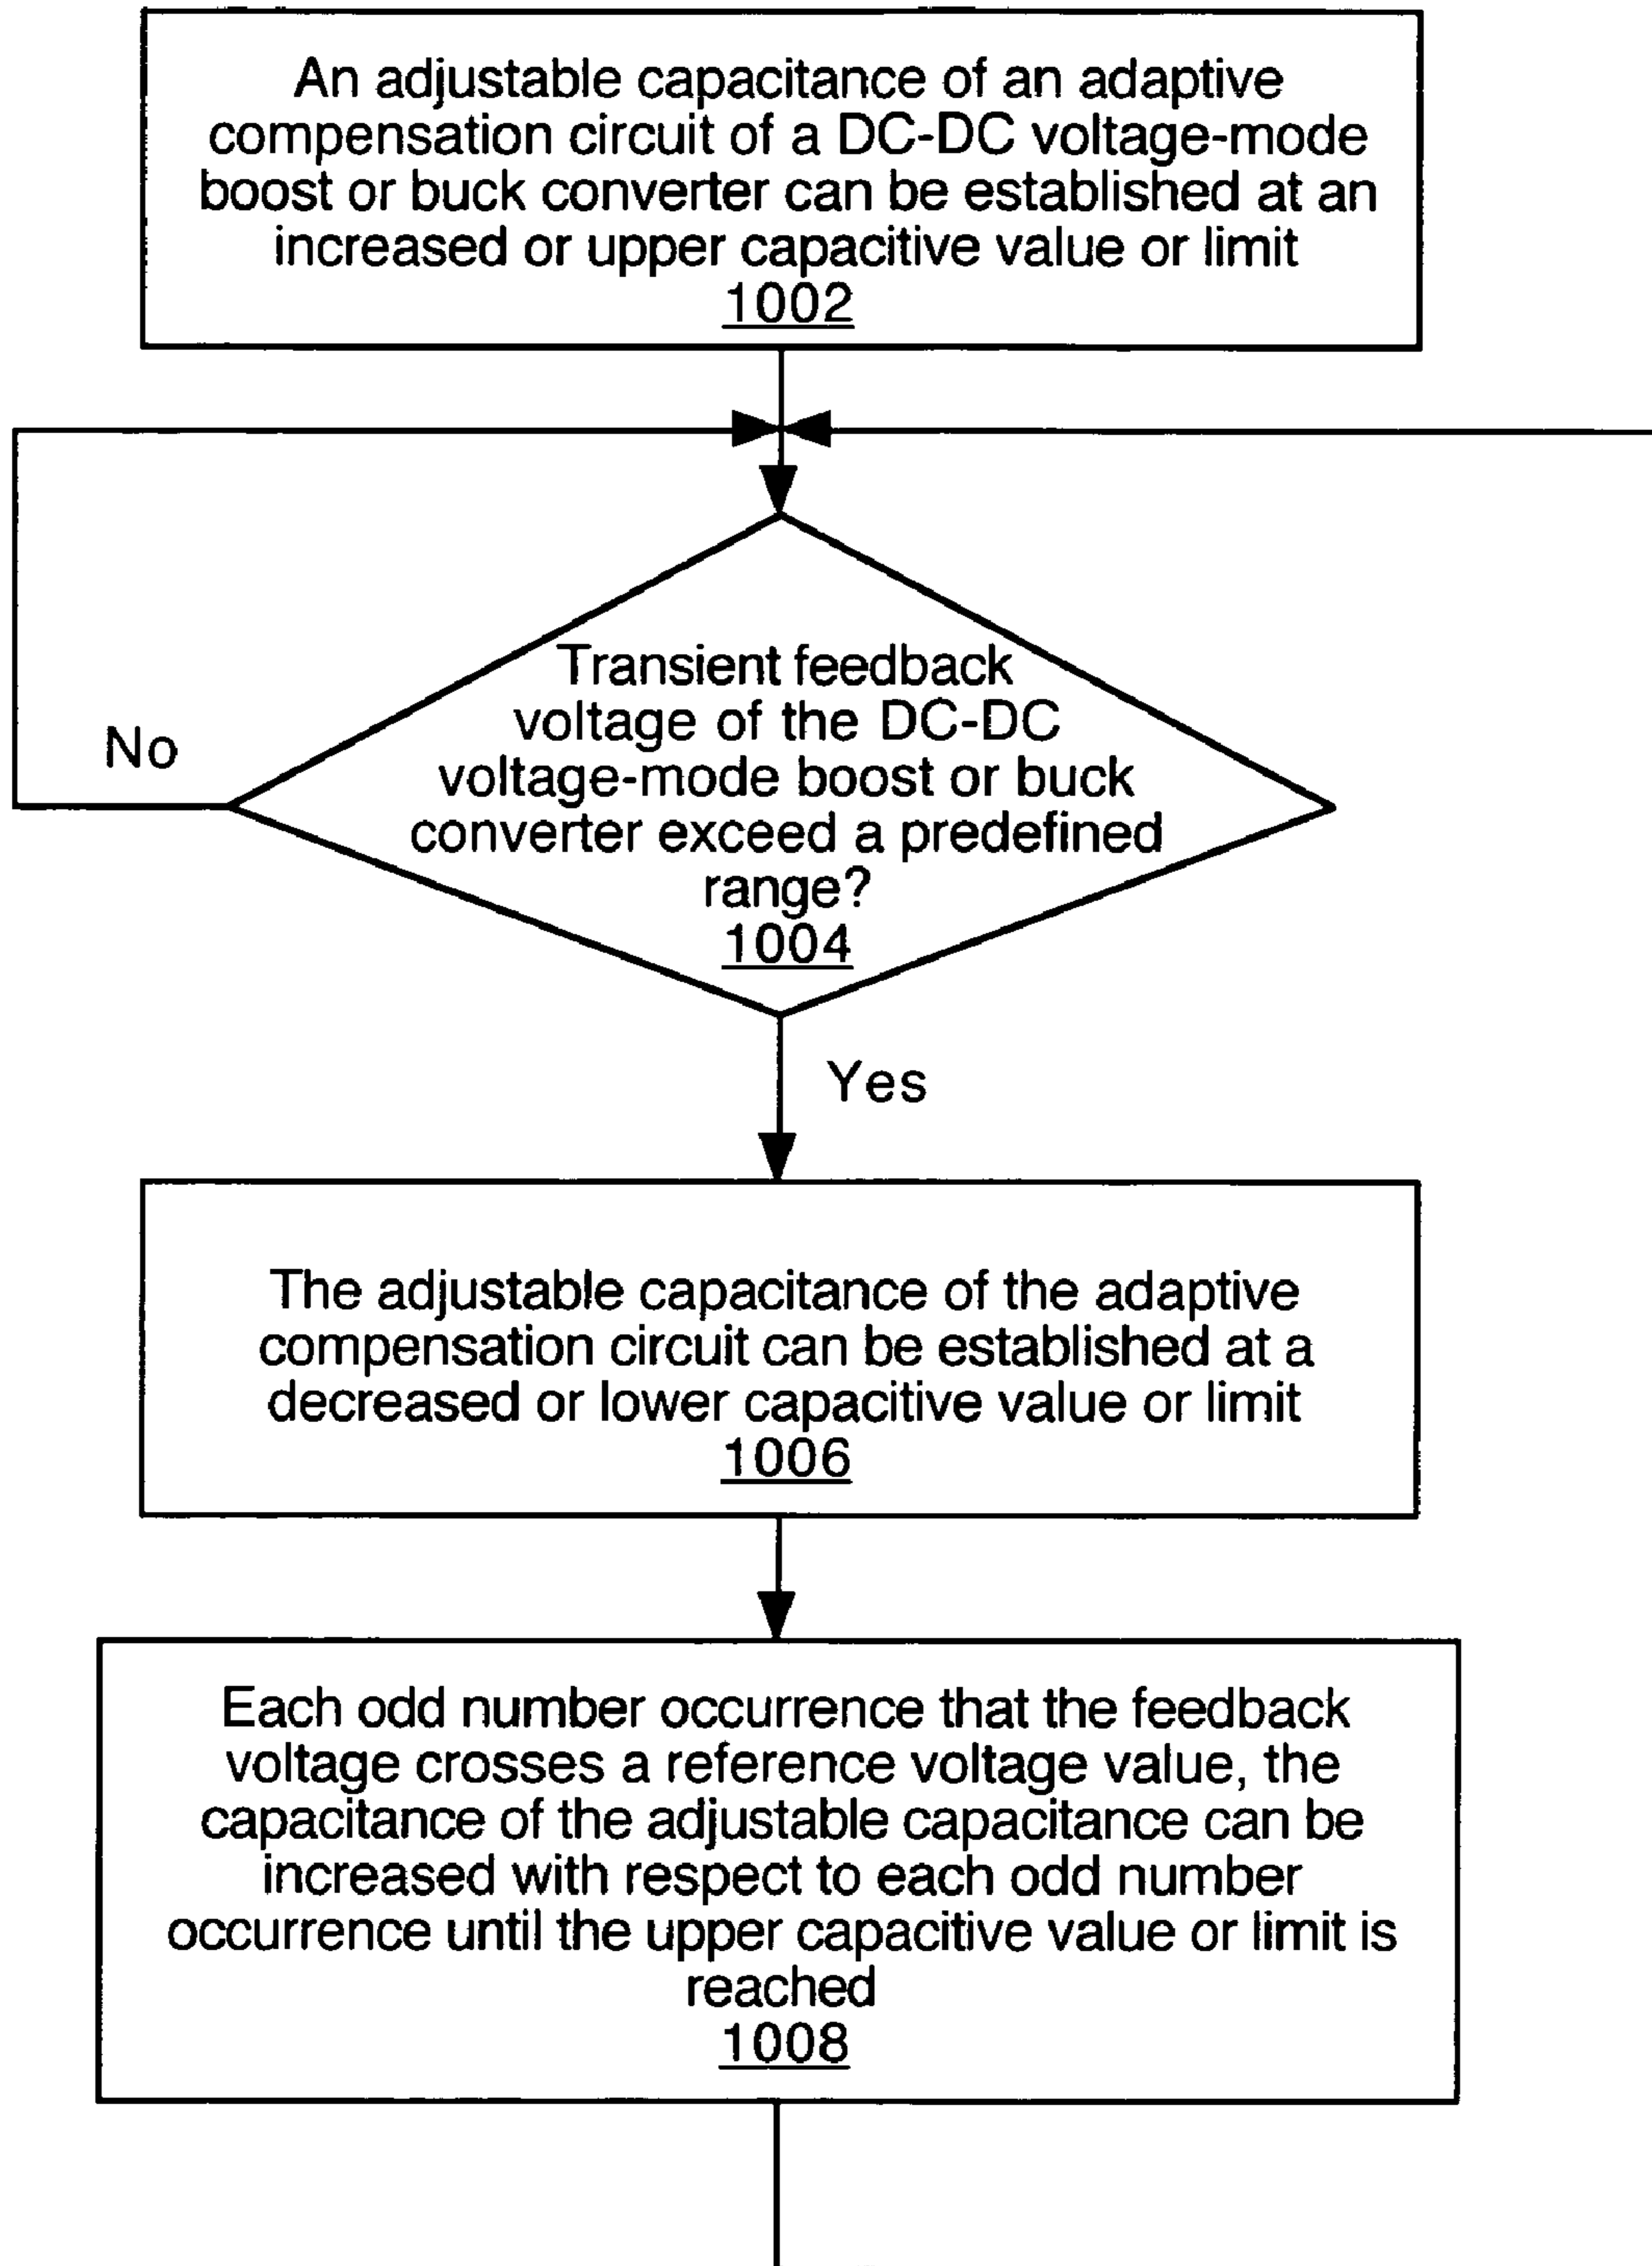 An adjustable capacitance of an adaptive
compensation circuit of a DC-DC voltage-mode
boost or buck converter can be established at an
increased or upper capacitive value or limit
1002
Transient feedback
voltage of the DC-DC
voltage-mode boost or buck
converter exceed a predefined
range?
1004
No
Yes
The adjustable capacitance of the adaptive
compensation circuit can be established at a
decreased or lower capacitive value or limit
1006
Each odd number occurrence that the feedback
voltage crosses a reference voltage value, the
capacitance of the adjustable capacitance can be
increased with respect to each odd number
occurrence until the upper capacitive value or limit is
reached
1008